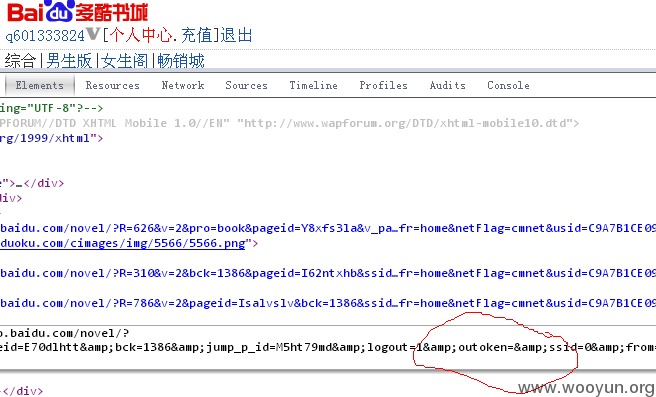 Bai du 多酷书城
q601333824 V [个人中心.充值]退出
综合|男生版|女生阁|畅销城
Elements Resources Network Sources Timeline Profiles Audits Console
ing="UTF-8"?-->
APFORUM//DTD XHTML Mobile 1.0//EN" "http://www.wapforum.org/DTD/xhtml-mobile10.dtd">
rg/1999/xhtml">
e">…</div>
div>
baidu.com/novel/?R=626&v=2&pro=book&pageid=Y8xfs3la&v_pa…fr=home&netFlag=cmnet&usid=C9A7B1CE09
duoku.com/cimages/img/5566/5566.png">
baidu.com/novel/?R=310&v=2&bck=1386&pageid=I62ntxhb&ssid…fr=home&netFlag=cmnet&usid=C9A7B1CE09
baidu.com/novel/?R=786&v=2&pageid=Isalvslv&bck=1386&ssid…fr=home&netFlag=cmnet&usid=C9A7B1CE09
o.baidu.com/novel/?
eid=E70dlhtt&amp;bck=1386&amp;jump_p_id=M5ht79md&amp;logout=1&amp;outoken=&amp;ssid=0&amp;from=
</div>
www.wooyun.org